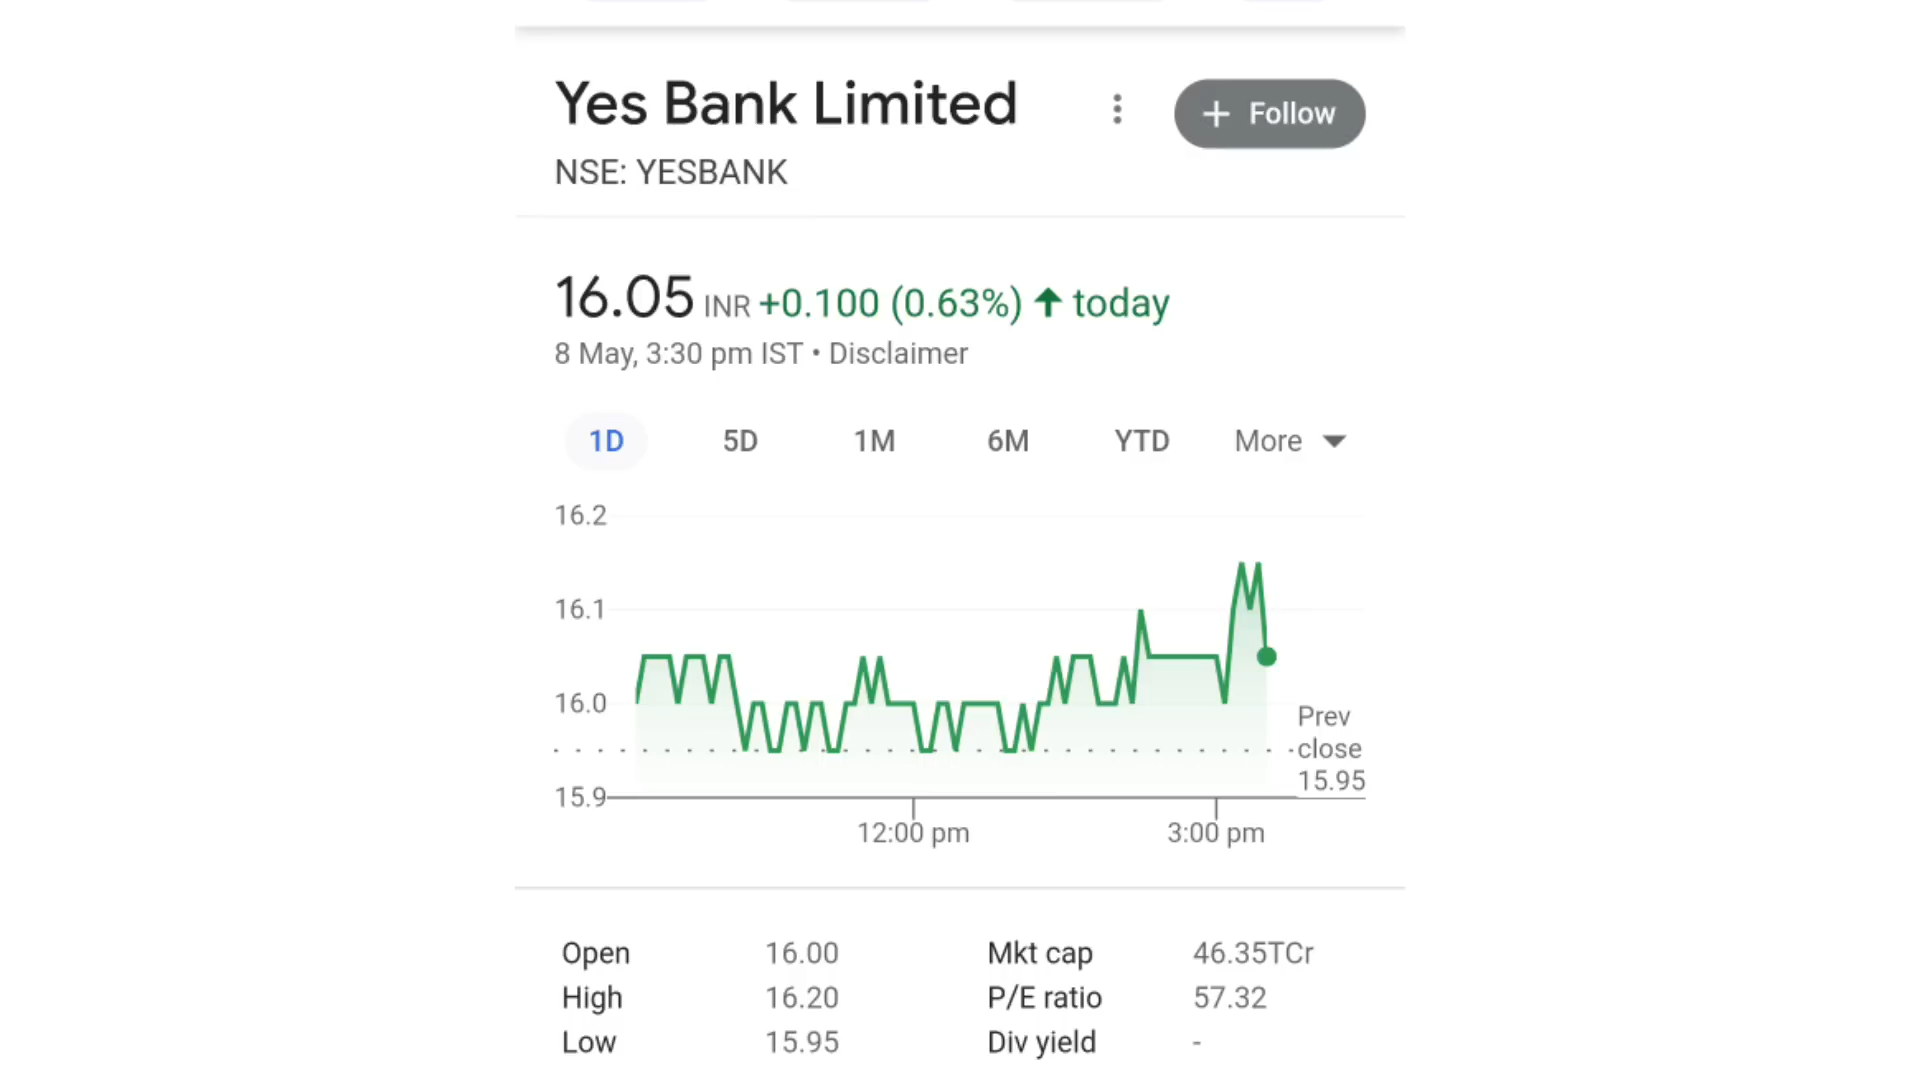 Yes Bank Limited
+ Follow
NSE: YESBANK
16.05 INR +0.100 (0.63%) ↑ today
8 May, 3:30 pm IST • Disclaimer
1D 5D 1M 6M YTD More
16.2
16.1
16.0
15.9
Prev
close
15.95
12:00 pm 3:00 pm
Open 16.00 Mkt cap 46.35TCr
High 16.20 P/E ratio 57.32
Low 15.95 Div yield -